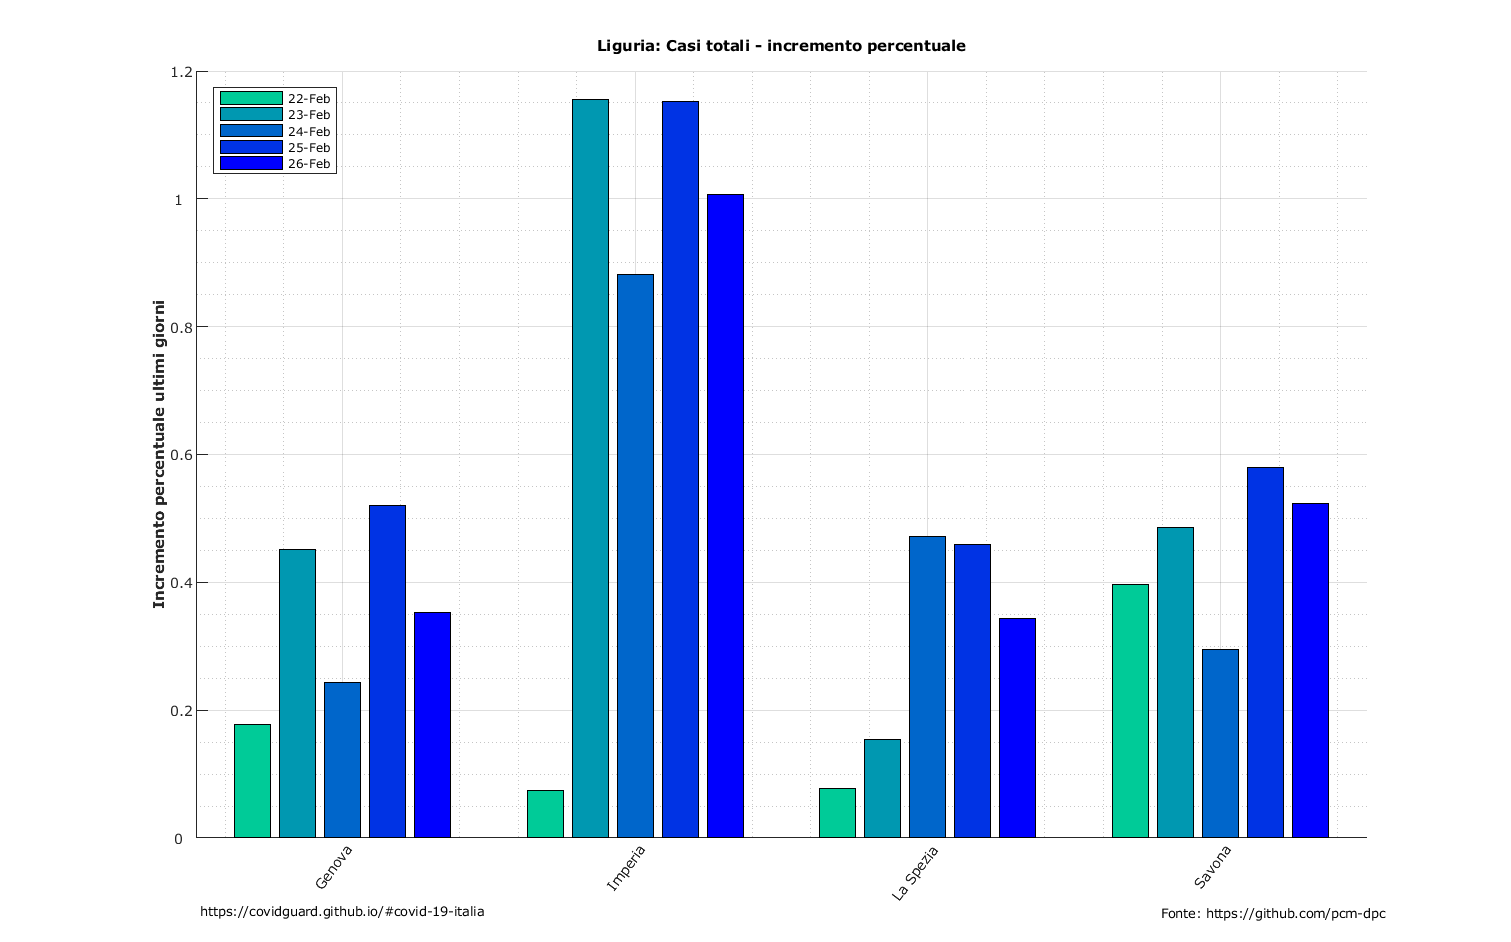 Liguria: Casi totali - incremento percentuale
1.2
1
0.8
0.6
0.4
0.2
0
Incremento percentuale ultimi giorni
22-Feb
23-Feb
24-Feb
25-Feb
26-Feb
Genova
Imperia
La Spezia
Savona
https://covidguard.github.io/#covid-19-italia
Fonte: https://github.com/pcm-dpc